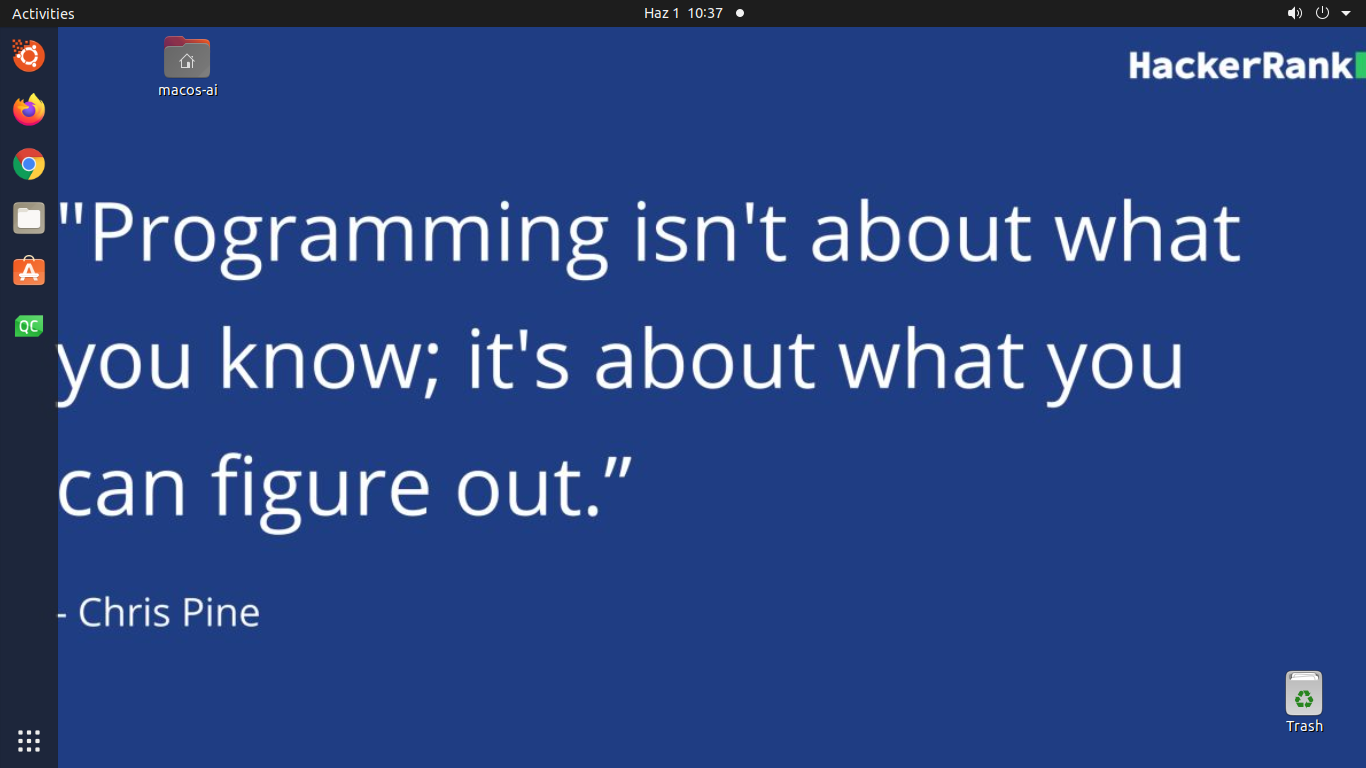 Activities
Haz 1 10:37
macos-ai
HackerRank
"Programming isn't about what
you know; it's about what you
can figure out.”
- Chris Pine
QC
Trash